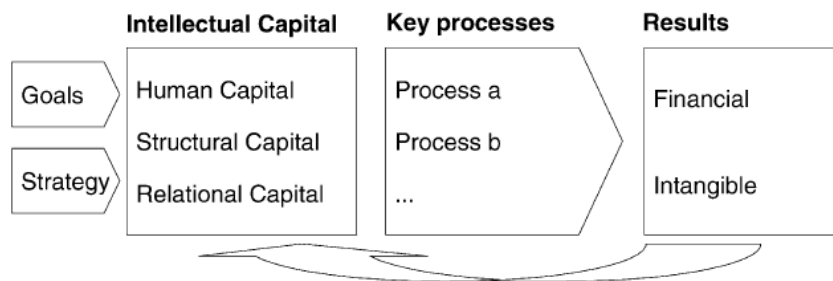 Intellectual Capital
Key processes
Results
Goals
Strategy
Human Capital
Structural Capital
Relational Capital
Process a
Process b
...
Financial
Intangible